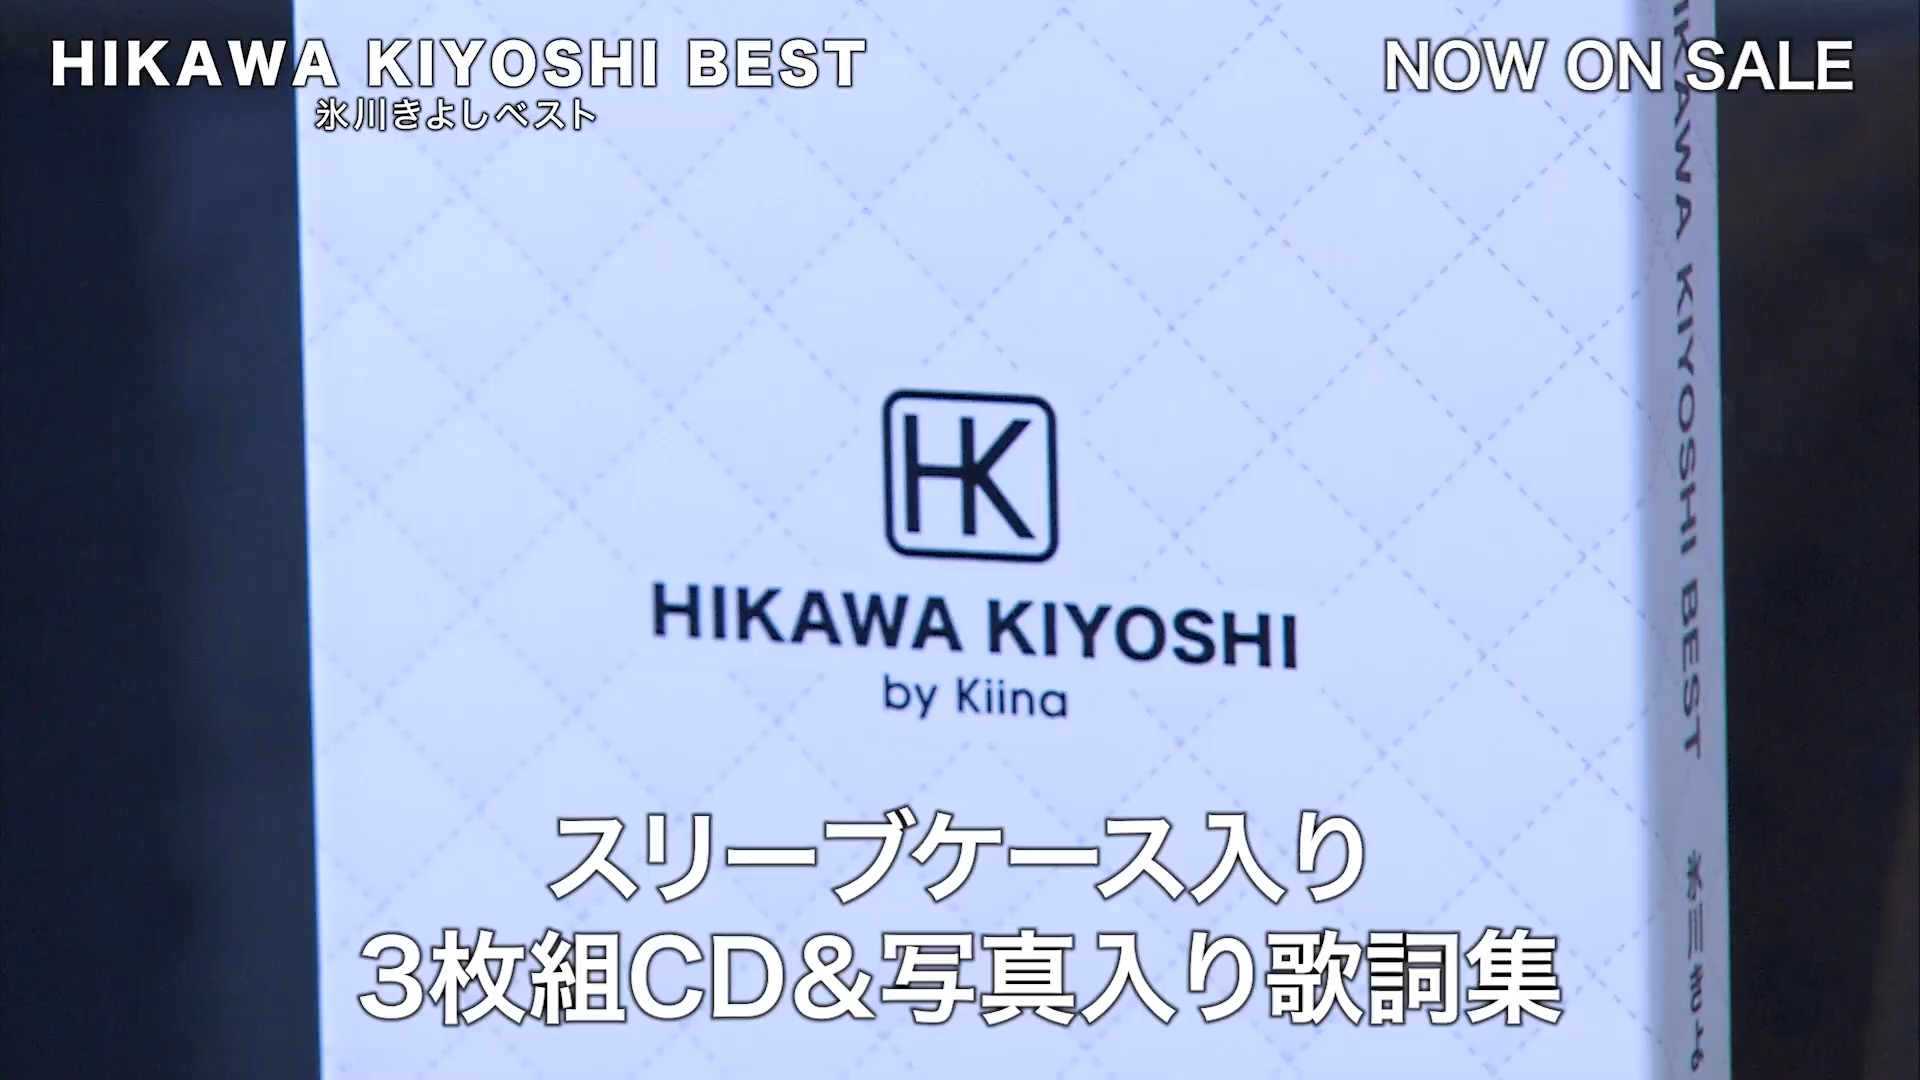 HIKAWA KIYOSHI BEST
氷川きよしベスト
NOW ON SALE
HK
HIKAWA KIYOSHI
by Kiina
HIKAWA KIYOSHI BEST
スリーブケース入り
3枚組CD&写真入り歌詞集